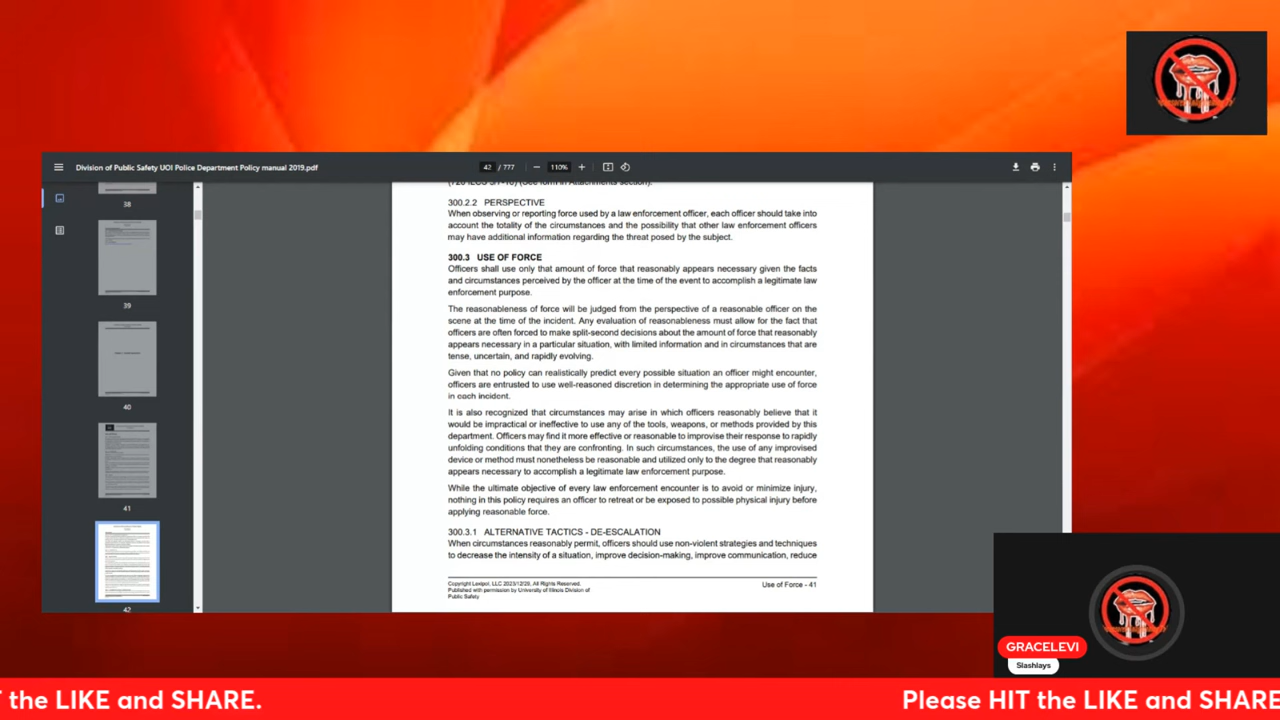 Division of Public Safety UOI Police Department Policy manual 2019.pdf
42 / 777
110%
38
39
40
41
42
300.2.2 PERSPECTIVE
When observing or reporting force used by a law enforcement officer, each officer should take into
account the totality of the circumstances and the possibility that other law enforcement officers
may have additional information regarding the threat posed by the subject.
300.3 USE OF FORCE
Officers shall use only that amount of force that reasonably appears necessary given the facts
and circumstances perceived by the officer at the time of the event to accomplish a legitimate law
enforcement purpose.
The reasonableness of force will be judged from the perspective of a reasonable officer on the
scene at the time of the incident. Any evaluation of reasonableness must allow for the fact that
officers are often forced to make split-second decisions about the amount of force that reasonably
appears necessary in a particular situation, with limited information and in circumstances that are
tense, uncertain, and rapidly evolving.
Given that no policy can realistically predict every possible situation an officer might encounter,
officers are entrusted to use well-reasoned discretion in determining the appropriate use of force
in each incident.
It is also recognized that circumstances may arise in which officers reasonably believe that it
would be impractical or ineffective to use any of the tools, weapons, or methods provided by this
department. Officers may find it more effective or reasonable to improvise their response to rapidly
unfolding conditions that they are confronting. In such circumstances, the use of any improvised
device or method must nonetheless be reasonable and utilized only to the degree that reasonably
appears necessary to accomplish a legitimate law enforcement purpose.
While the ultimate objective of every law enforcement encounter is to avoid or minimize injury,
nothing in this policy requires an officer to retreat or be exposed to possible physical injury before
applying reasonable force.
300.3.1 ALTERNATIVE TACTICS - DE-ESCALATION
When circumstances reasonably permit, officers should use non-violent strategies and techniques
to decrease the intensity of a situation, improve decision-making, improve communication, reduce
Copyright Lexipol, LLC 2023/12/20, All Rights Reserved.
Published with permission by University of Illinois Division of
Public Safety
Use of Force - 41
GRACELEVI
Slashlays
the LIKE and SHARE.
Please HIT the LIKE and SHARE